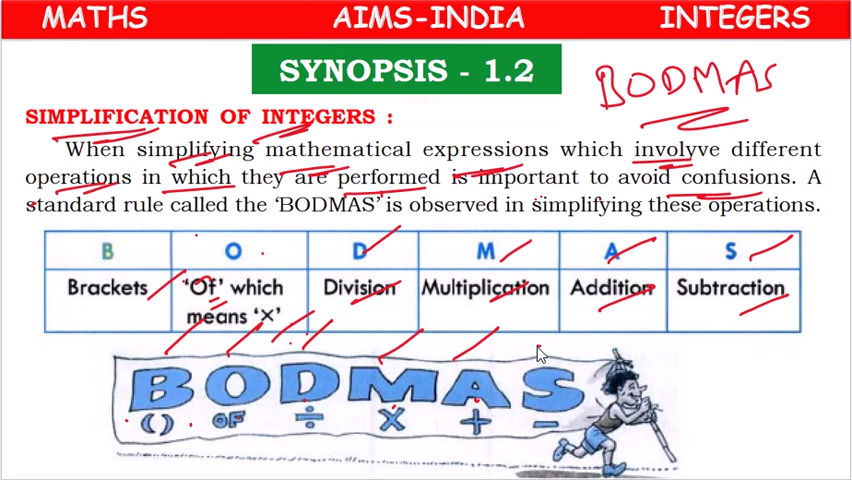 MATHS AIMS-INDIA INTEGERS
SYNOPSIS - 1.2
BODMAS
SIMPLIFICATION OF INTEGERS :
When simplifying mathematical expressions which involve different
operations in which they are performed is important to avoid confusions. A
standard rule called the ‘BODMAS’ is observed in simplifying these operations.
B O D M A S
Brackets ‘Of’ which Division Multiplication Addition Subtraction
means ‘×’
BODMAS
( ) OF ÷ × + −